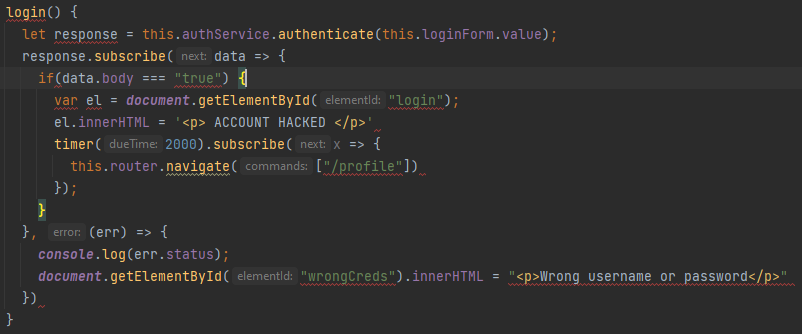 login() {
let response = this.authService.authenticate(this.loginForm.value);
response.subscribe( next: data => {
if(data.body === "true") {
var el = document.getElementById( elementId: "login");
el.innerHTML = '<p> ACCOUNT HACKED </p>'
timer( dueTime: 2000).subscribe( next: x => {
this.router.navigate( commands: ["/profile"])
});
}
}, error: (err) => {
console.log(err.status);
document.getElementById( elementId: "wrongCreds").innerHTML = "<p>Wrong username or password</p>"
})
}